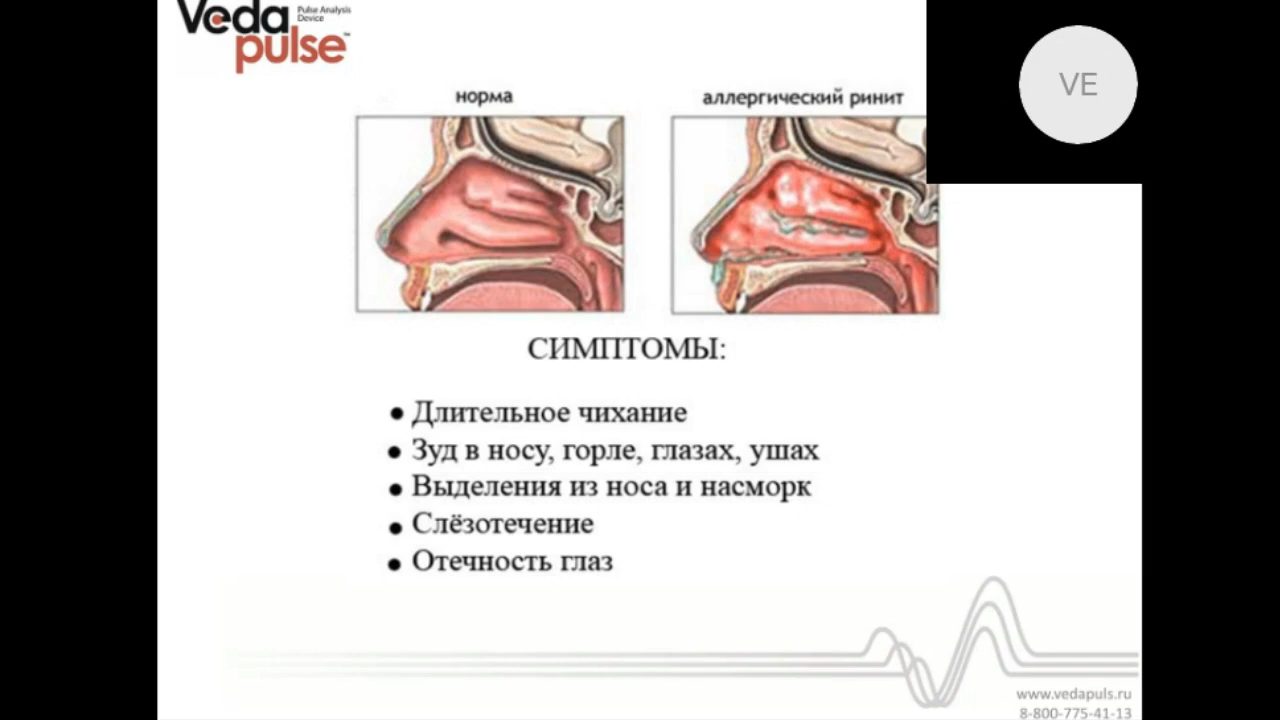 Veda Pulse Analysis
Device
pulse™
VE
норма
аллергический ринит
СИМПТОМЫ:
● Длительное чихание
● Зуд в носу, горле, глазах, ушах
● Выделения из носа и насморк
● Слёзотечение
● Отечность глаз
www.vedapuls.ru
8-800-775-41-13